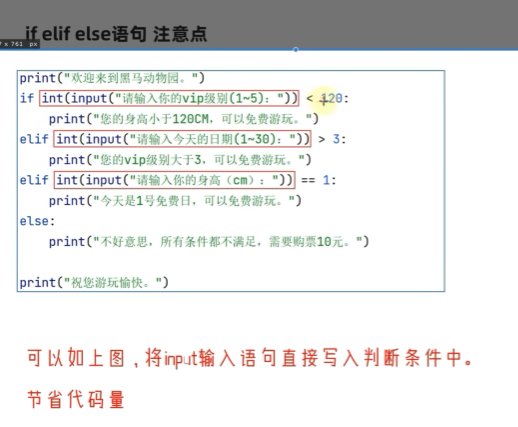 if elif else语句 注意点
x 761 px
print("欢迎来到黑马动物园。")
if int(input("请输入你的vip级别(1~5)：")) < 120:
    print("您的身高小于120CM，可以免费游玩。")
elif int(input("请输入今天的日期(1~30)：")) > 3:
    print("您的vip级别大于3，可以免费游玩。")
elif int(input("请输入你的身高（cm）：")) == 1:
    print("今天是1号免费日，可以免费游玩。")
else:
    print("不好意思，所有条件都不满足，需要购票10元。")
print("祝您游玩愉快。")
可以如上图，将input输入语句直接写入判断条件中。
节省代码量